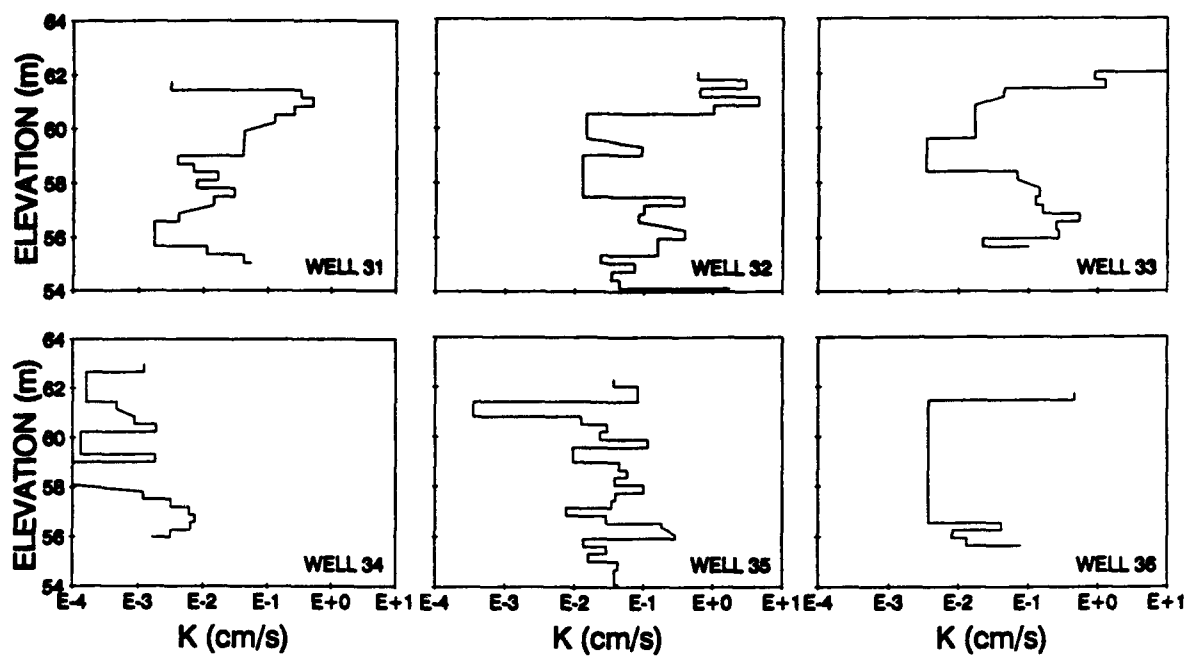 64
62
60
58
56
54
ELEVATION (m)
WELL 31
WELL 32
WELL 33
64
62
60
58
56
54
ELEVATION (m)
WELL 34
WELL 35
WELL 36
E-4 E-3 E-2 E-1 E+0 E+1
E-4 E-3 E-2 E-1 E+0 E+1
E-4 E-3 E-2 E-1 E+0 E+1
K (cm/s)
K (cm/s)
K (cm/s)